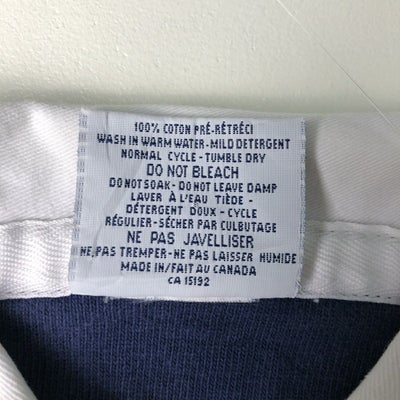 100% COTON PRÉ-RÉTRÉCI
WASH IN WARM WATER-MILD DETERGENT
NORMAL CYCLE-TUMBLE DRY
DO NOT BLEACH
DO NOT SOAK-DO NOT LEAVE DAMP
LAVER À L'EAU TIÈDE -
DÉTERGENT DOUX - CYCLE
RÉGULIER-SÉCHER PAR CULBUTAGE
NE PAS JAVELLISER
NE PAS TREMPER-NE PAS LAISSER HUMIDE
MADE IN/FAIT AU CANADA
CA 15192